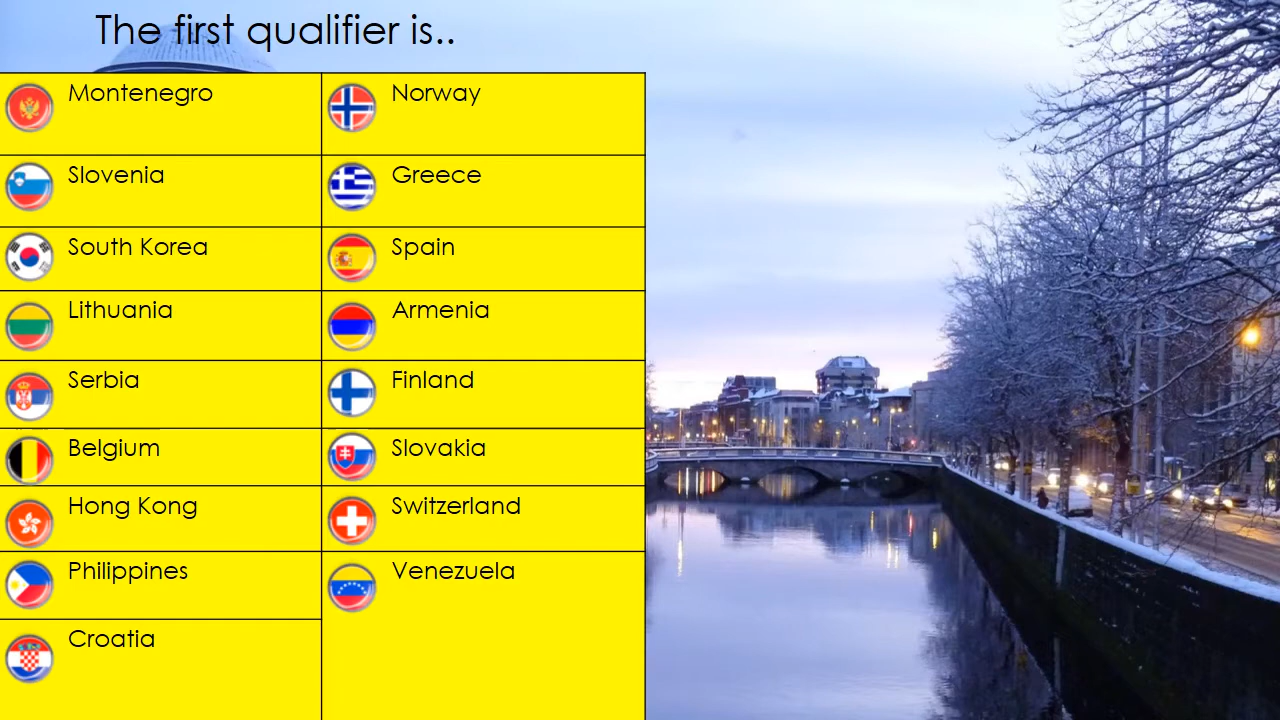 The first qualifier is..
Montenegro
Norway
Slovenia
Greece
South Korea
Spain
Lithuania
Armenia
Serbia
Finland
Belgium
Slovakia
Hong Kong
Switzerland
Philippines
Venezuela
Croatia